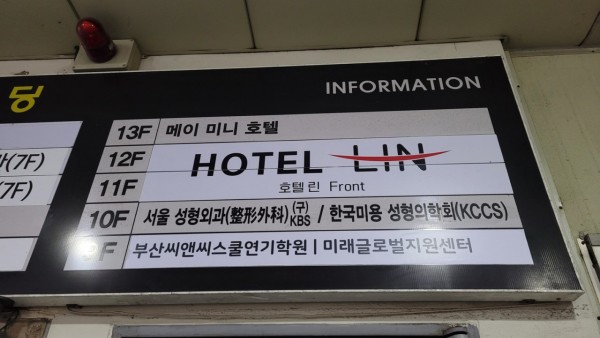 딩
INFORMATION
(7F)
(7F)
13F 메이 미니 호텔
12F
HOTEL LIN
11F
호텔린 Front
10F 서울 성형외과(整形外科)(구)KBS / 한국미용 성형의학회(KCCS)
9F 부산씨앤씨스쿨연기학원 | 미래글로벌지원센터